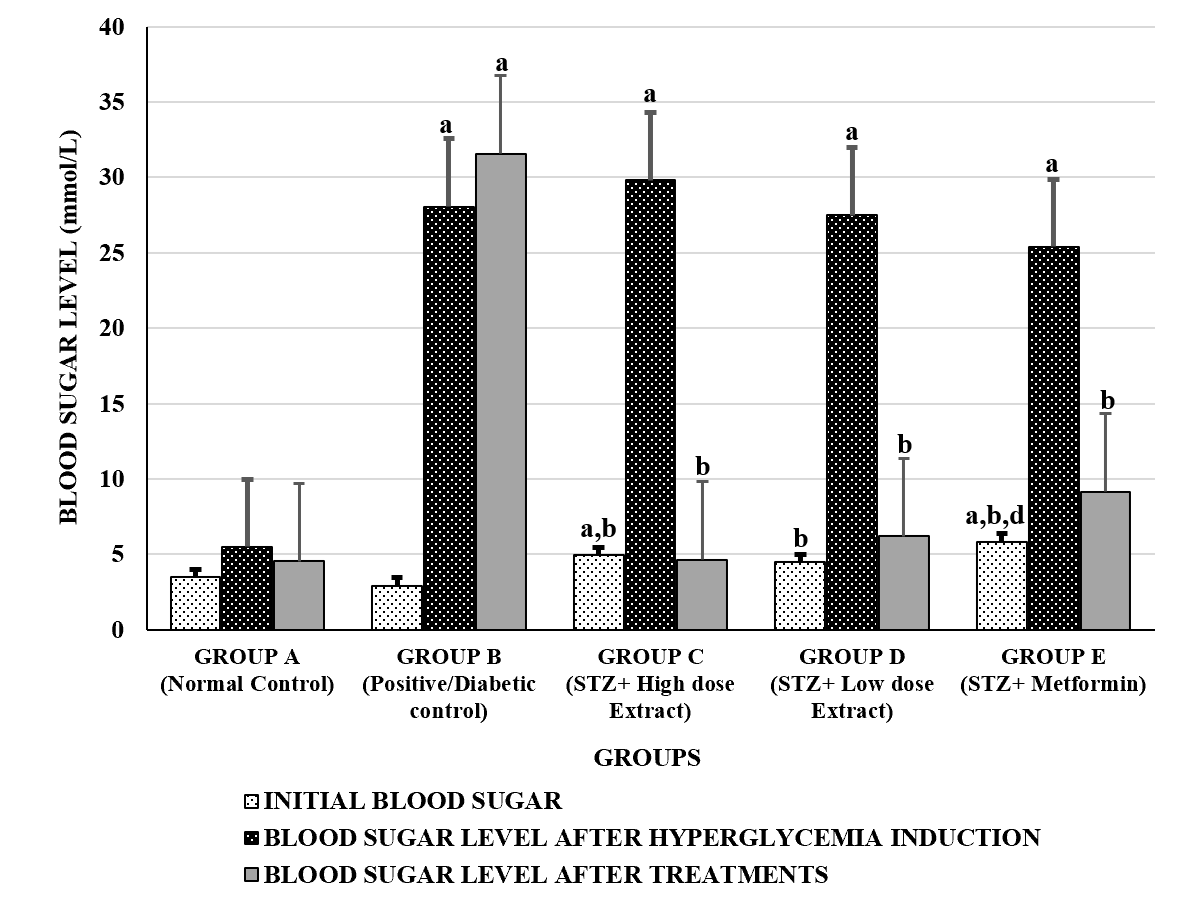 BLOOD SUGAR LEVEL (mmol/L)
40
35
30
25
20
15
10
5
0
a
a
a
a,b
b
a
b
b
a
a,b,d
b
GROUP A
(Normal Control)
GROUP B
(Positive/Diabetic
control)
GROUP C
(STZ+ High dose
Extract)
GROUP D
(STZ+ Low dose
Extract)
GROUP E
(STZ+ Metformin)
GROUPS
INITIAL BLOOD SUGAR
BLOOD SUGAR LEVEL AFTER HYPERGLYCEMIA INDUCTION
BLOOD SUGAR LEVEL AFTER TREATMENTS